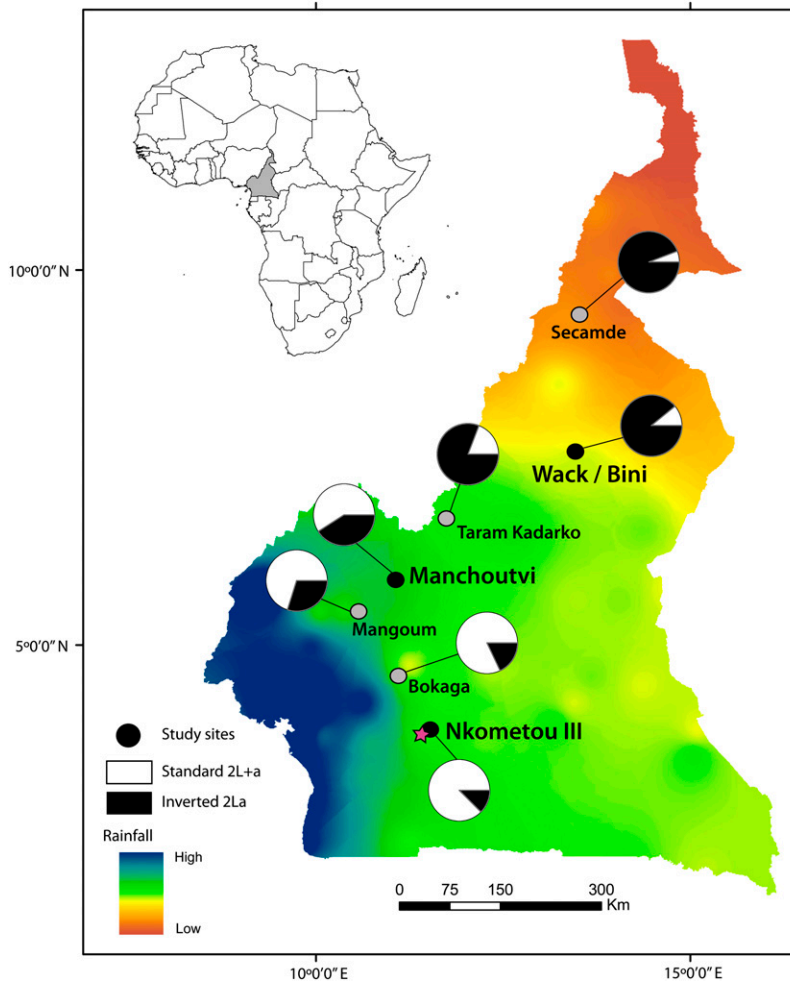 10º0'0" N
Secamde
Wack / Bini
Taram Kadarko
Manchoutvi
Mangoum
5º0'0" N
Bokaga
Nkometou III
Study sites
Standard 2L+a
Inverted 2La
Rainfall
High
Low
0 75 150 300
Km
10º0'0" E
15º0'0" E